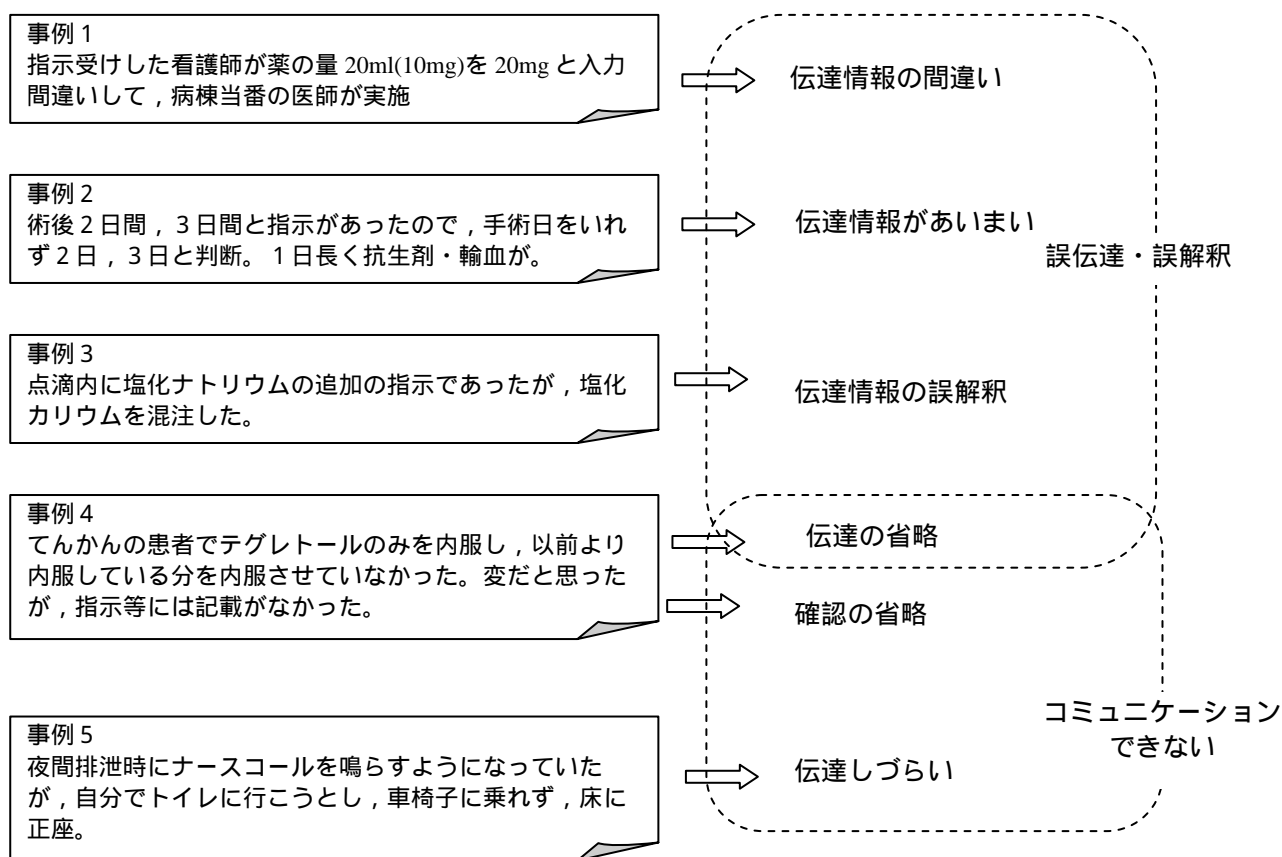 事例1
指示受けした看護師が薬の量 20ml(10mg)を 20mg と入力
間違いして，病棟当番の医師が実施
伝達情報の間違い
事例2
術後2日間，3日間と指示があったので，手術日をいれ
ず2日，3日と判断。1日長く抗生剤・輸血が。
伝達情報があいまい
誤伝達・誤解釈
事例3
点滴内に塩化ナトリウムの追加の指示であったが，塩化
カリウムを混注した。
伝達情報の誤解釈
事例4
てんかんの患者でテグレトールのみを内服し，以前より
内服している分を内服させていなかった。変だと思った
が，指示等には記載がなかった。
伝達の省略
確認の省略
コミュニケーション
できない
事例5
夜間排泄時にナースコールを鳴らすようになっていた
が，自分でトイレに行こうとし，車椅子に乗れず，床に
正座。
伝達しづらい